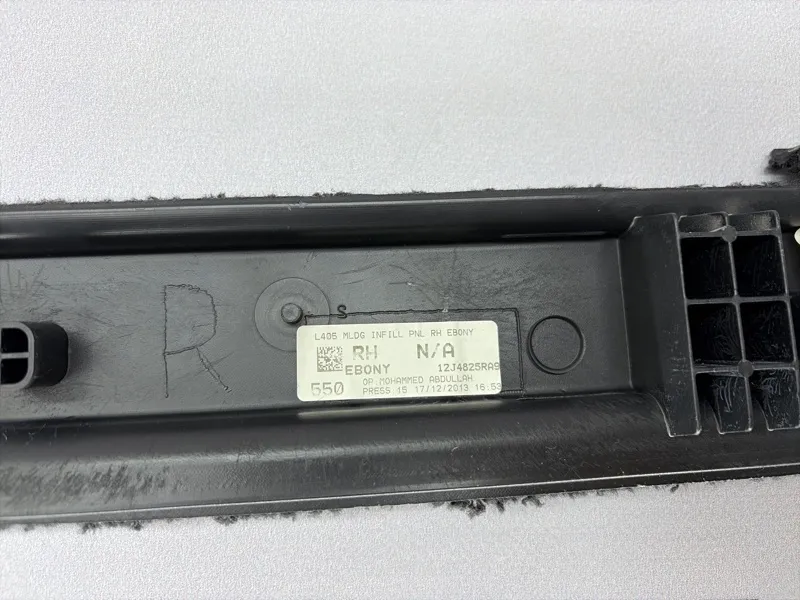 R
S
L405 MLDG INFILL PNL RH EBONY
RH N/A
EBONY 12J4825RA9
550 OP.MOHAMMED ABDULLAH
PRESS 15 17/12/2013 16:53